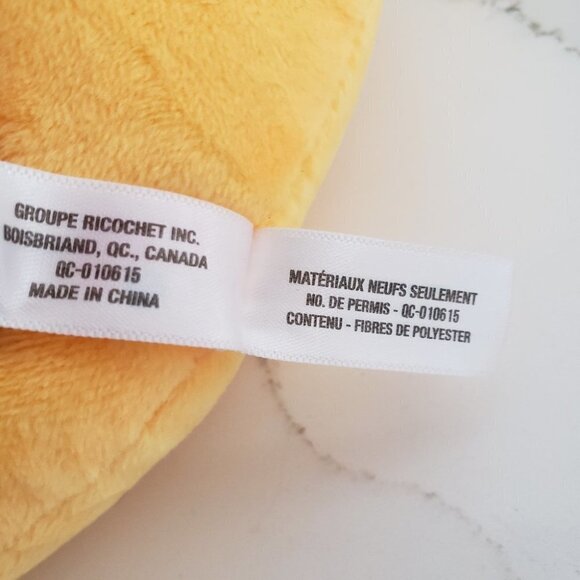 GROUPE RICOCHET INC.
BOISBRIAND, QC., CANADA
QC-010615
MADE IN CHINA
MATÉRIAUX NEUFS SEULEMENT
NO. DE PERMIS - QC-010615
CONTENU - FIBRES DE POLYESTER